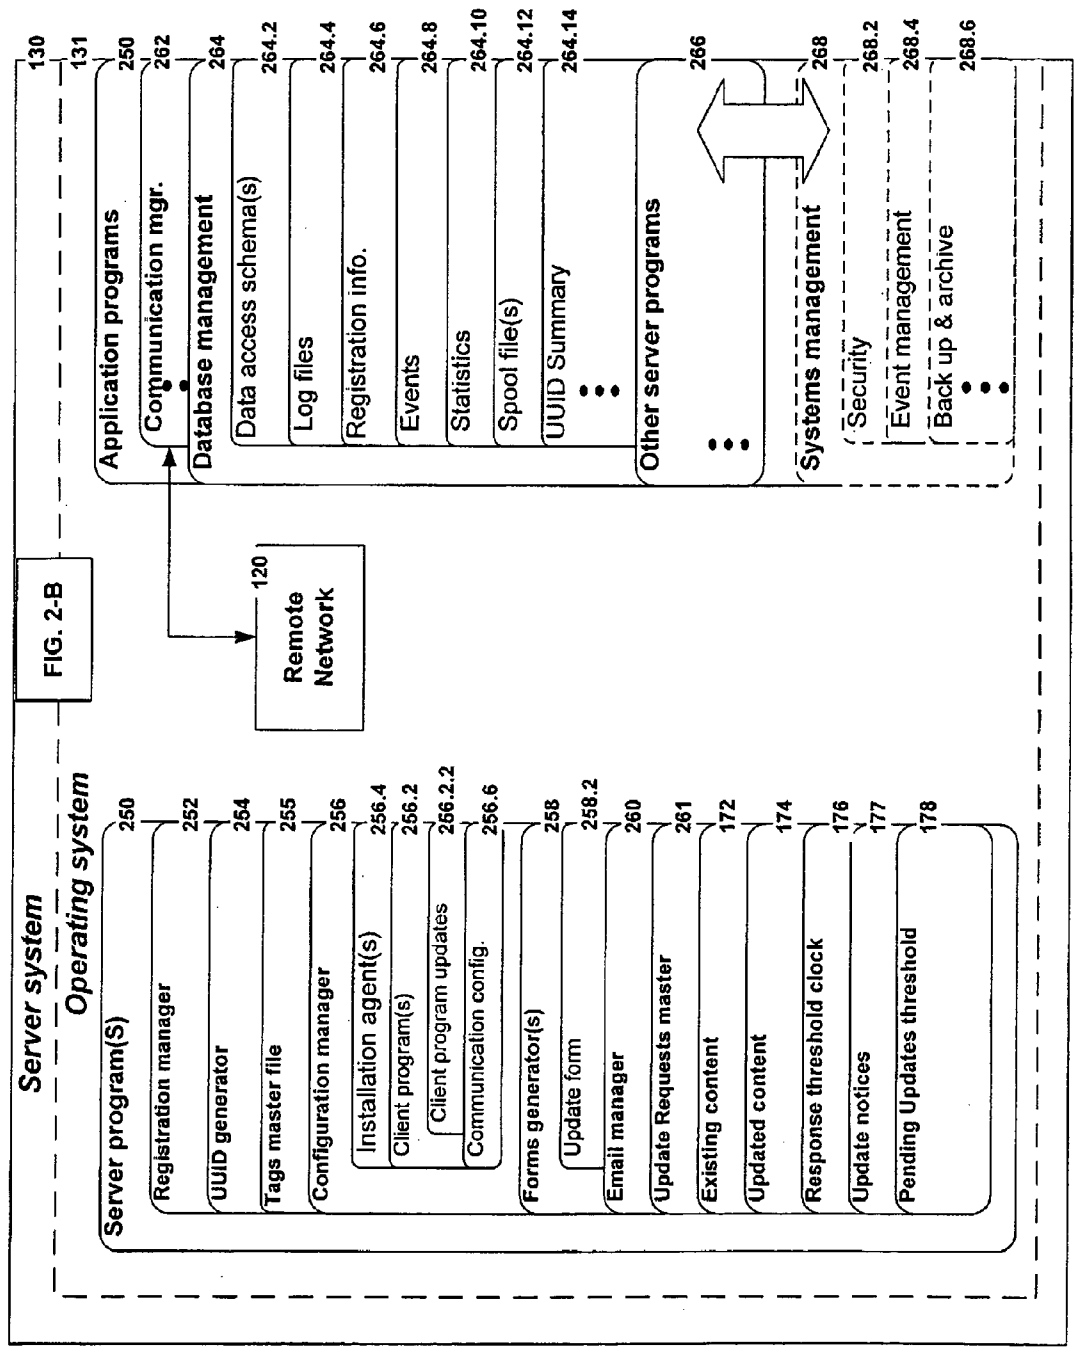 Server system
130
Operating system
131
FIG. 2-B
Server program(S)
250
Registration manager
252
UUID generator
254
Tags master file
255
Configuration manager
256
Installation agent(s)
256.4
Client program(s)
256.2
Client program updates
256.2.2
Communication config.
256.6
Forms generator(s)
258
Update form
258.2
Email manager
260
Update Requests master
261
Existing content
172
Updated content
174
Response threshold clock
176
Update notices
177
Pending Updates threshold
178
Remote
Network
120
Application programs
250
Communication mgr.
262
Database management
264
Data access schema(s)
264.2
Log files
264.4
Registration info.
264.6
Events
264.8
Statistics
264.10
Spool file(s)
264.12
UUID Summary
264.14
Other server programs
266
Systems management
268
Security
268.2
Event management
268.4
Back up & archive
268.6